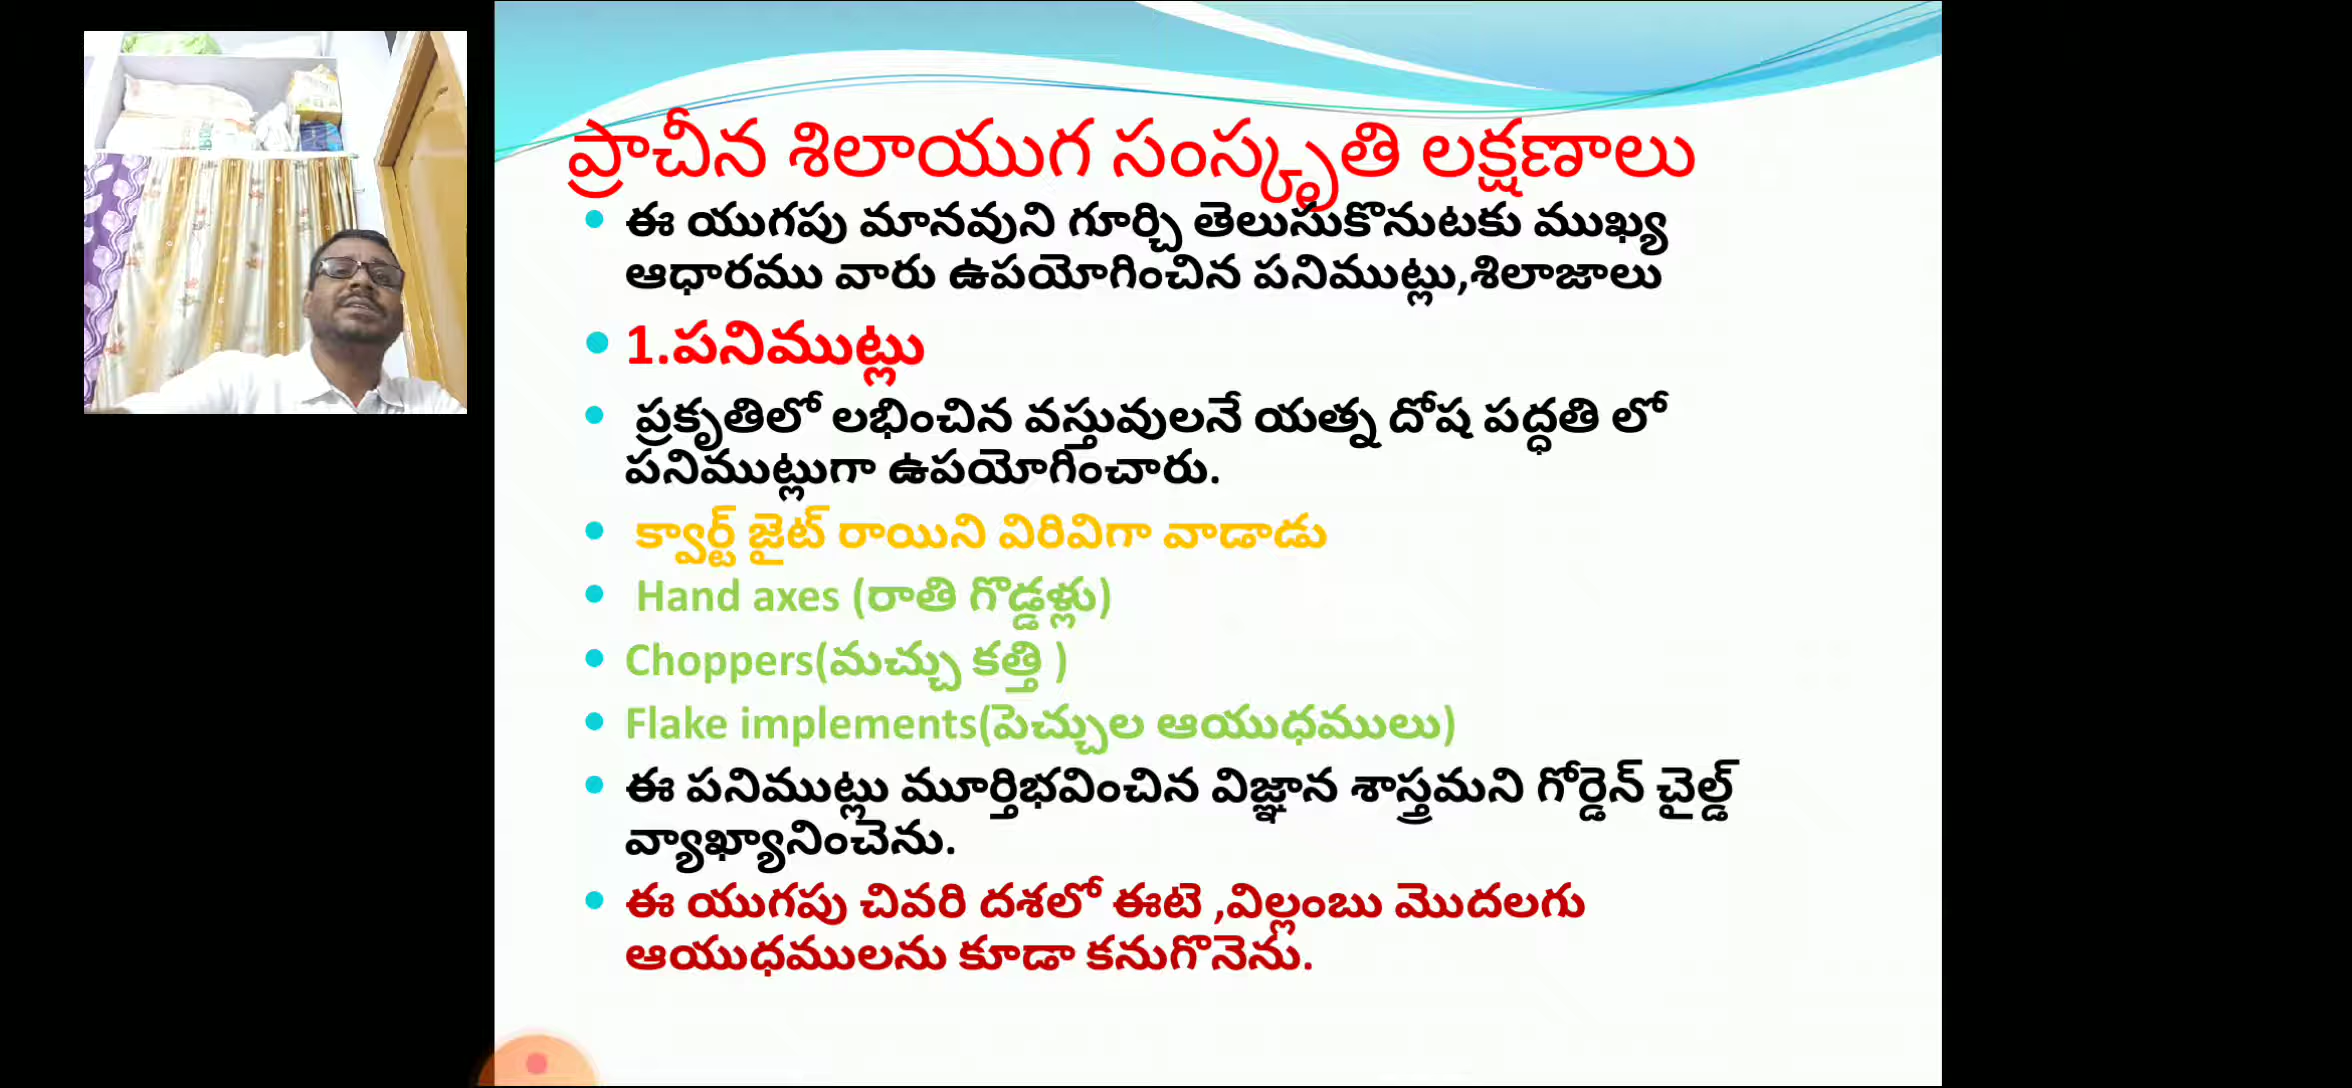 ప్రాచీన శిలాయుగ సంస్కృతి లక్షణాలు
ఈ యుగపు మానవుని గూర్చి తెలుసుకొనుటకు ముఖ్య
ఆధారము వారు ఉపయోగించిన పనిముట్లు,శిలాజాలు
1.పనిముట్లు
ప్రకృతిలో లభించిన వస్తువులనే యత్న దోష పద్ధతి లో
పనిముట్లుగా ఉపయోగించారు.
క్వార్ట్ జైట్ రాయిని విరివిగా వాడాడు
Hand axes (రాతి గొడ్డళ్లు)
Choppers(మచ్చు కత్తి )
Flake implements(పెచ్చుల ఆయుధములు)
ఈ పనిముట్లు మూర్తిభవించిన విజ్ఞాన శాస్త్రమని గోర్డెన్ చైల్డ్
వ్యాఖ్యానించెను.
ఈ యుగపు చివరి దశలో ఈటె ,విల్లంబు మొదలగు
ఆయుధములను కూడా కనుగొనెను.